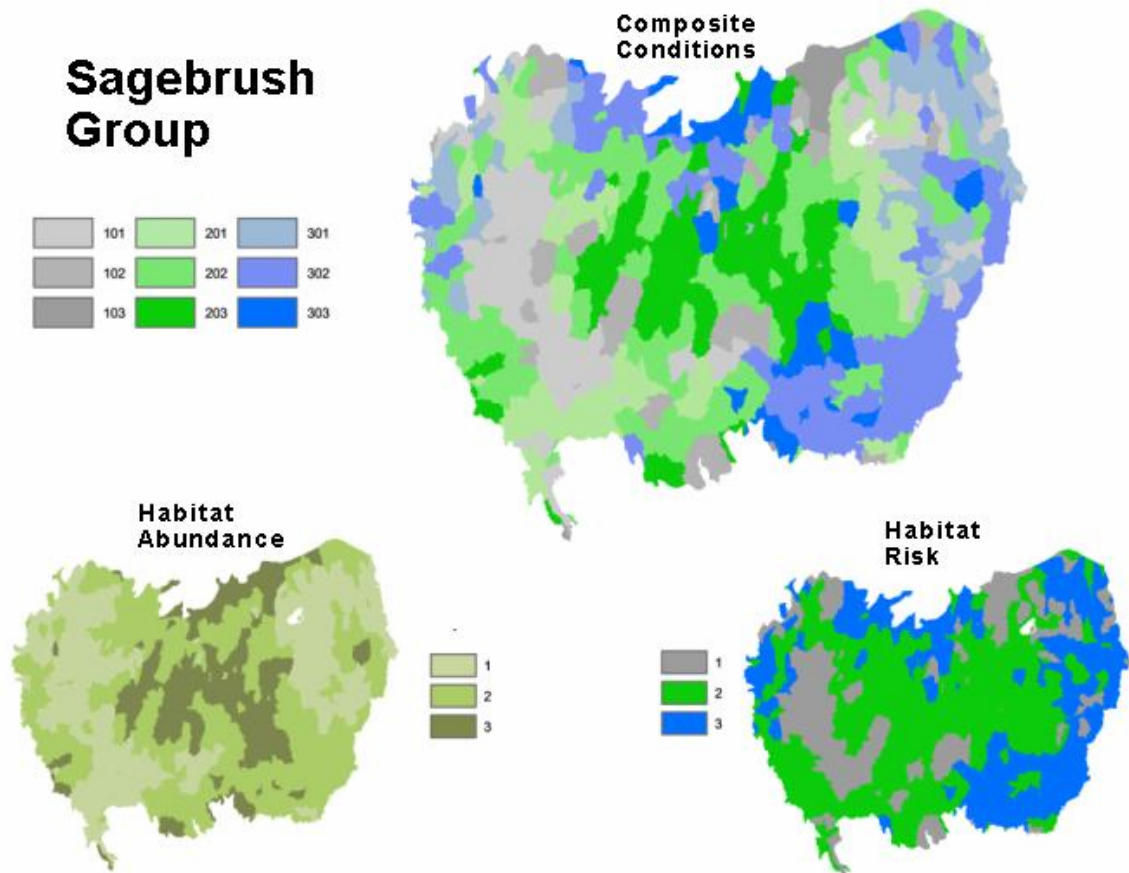 Composite
Conditions
Sagebrush
Group
101 201 301
102 202 302
103 203 303
Habitat
Abundance
Habitat
Risk
1
2
3
1
2
3